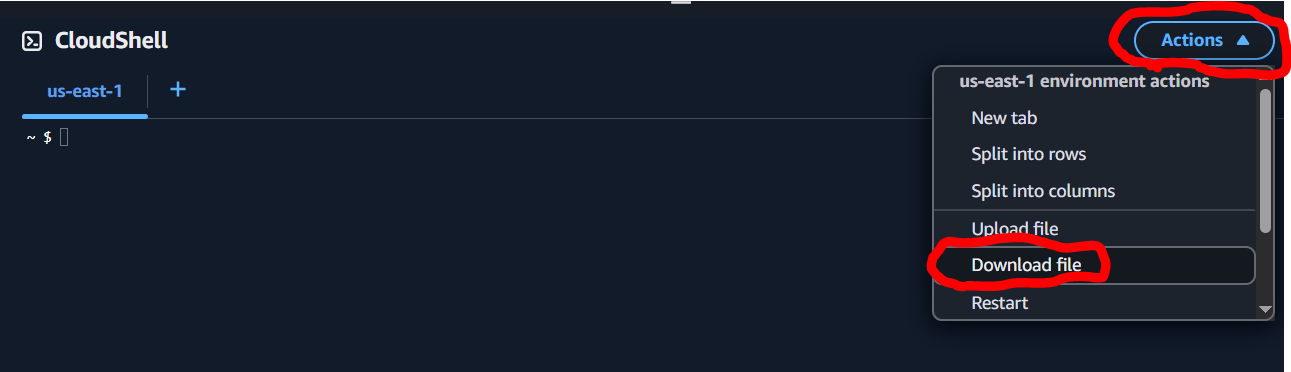 CloudShell
Actions
us-east-1
+
~ $
us-east-1 environment actions
New tab
Split into rows
Split into columns
Upload file
Download file
Restart